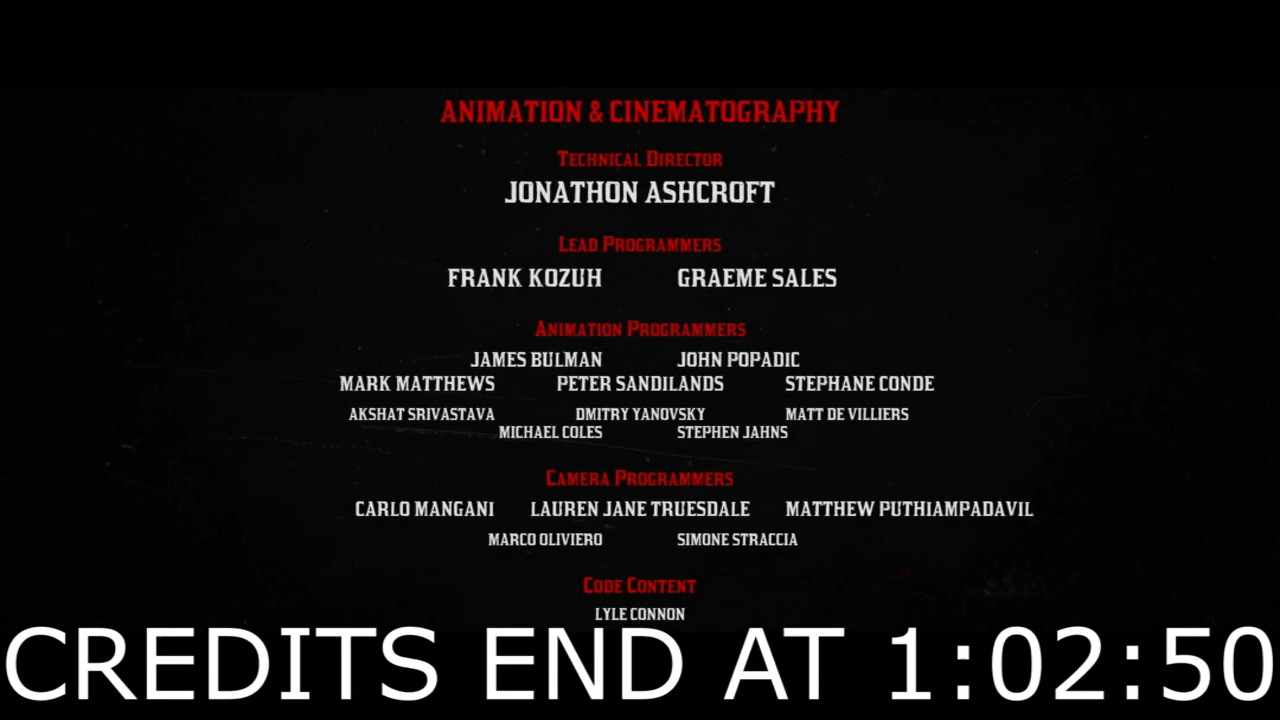 ANIMATION & CINEMATOGRAPHY
TECHNICAL DIRECTOR
JONATHON ASHCROFT
LEAD PROGRAMMERS
FRANK KOZUH GRAEME SALES
ANIMATION PROGRAMMERS
JAMES BULMAN JOHN POPADIC
MARK MATTHEWS PETER SANDILANDS STEPHANE CONDE
AKSHAT SRIVASTAVA DMITRY YANOVSKY MATT DE VILLIERS
MICHAEL COLES STEPHEN JAHNS
CAMERA PROGRAMMERS
CARLO MANGANI LAUREN JANE TRUESDALE MATTHEW PUTHIAMPADAVIL
MARCO OLIVIERO SIMONE STRACCIA
CODE CONTENT
LYLE CONNON
CREDITS END AT 1:02:50